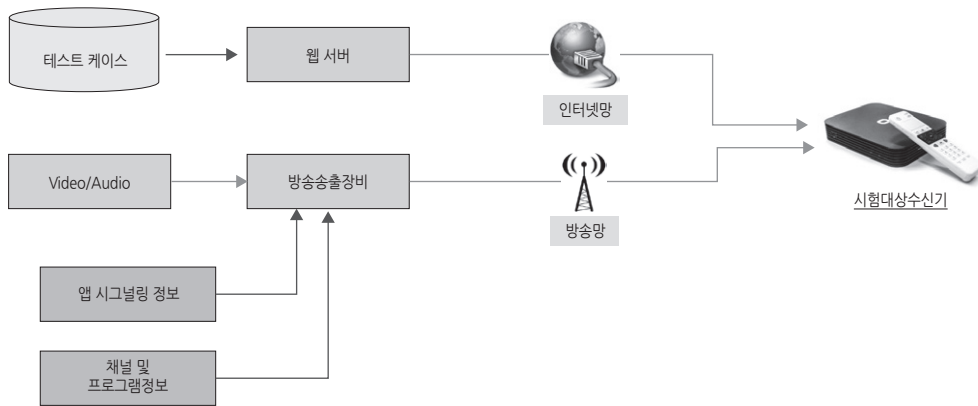 테스트 케이스
웹 서버
인터넷망
Video/Audio
방송송출장비
방송망
시험대상수신기
앱 시그널링 정보
채널 및
프로그램정보